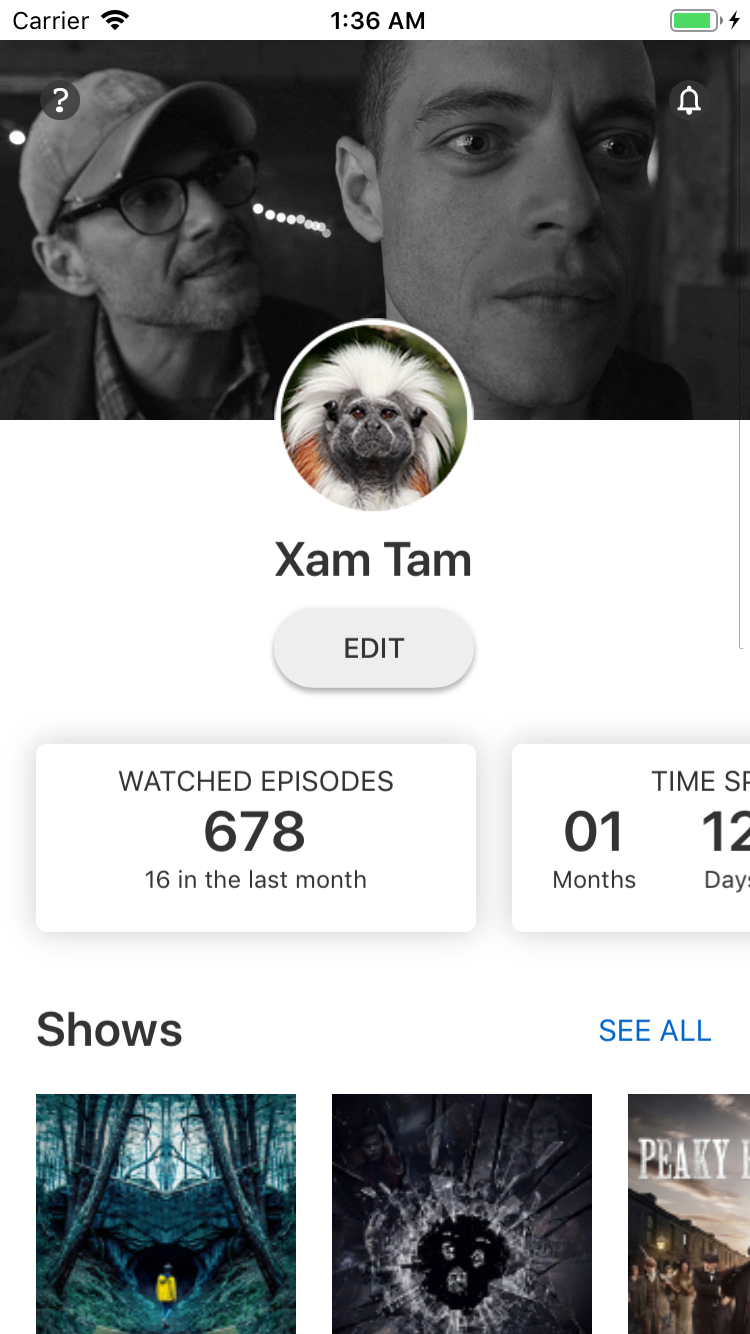 Carrier 1:36 AM
?
Xam Tam
EDIT
WATCHED EPISODES
678
16 in the last month
TIME
01
12
Months
Days
Shows
SEE ALL
PEAKY